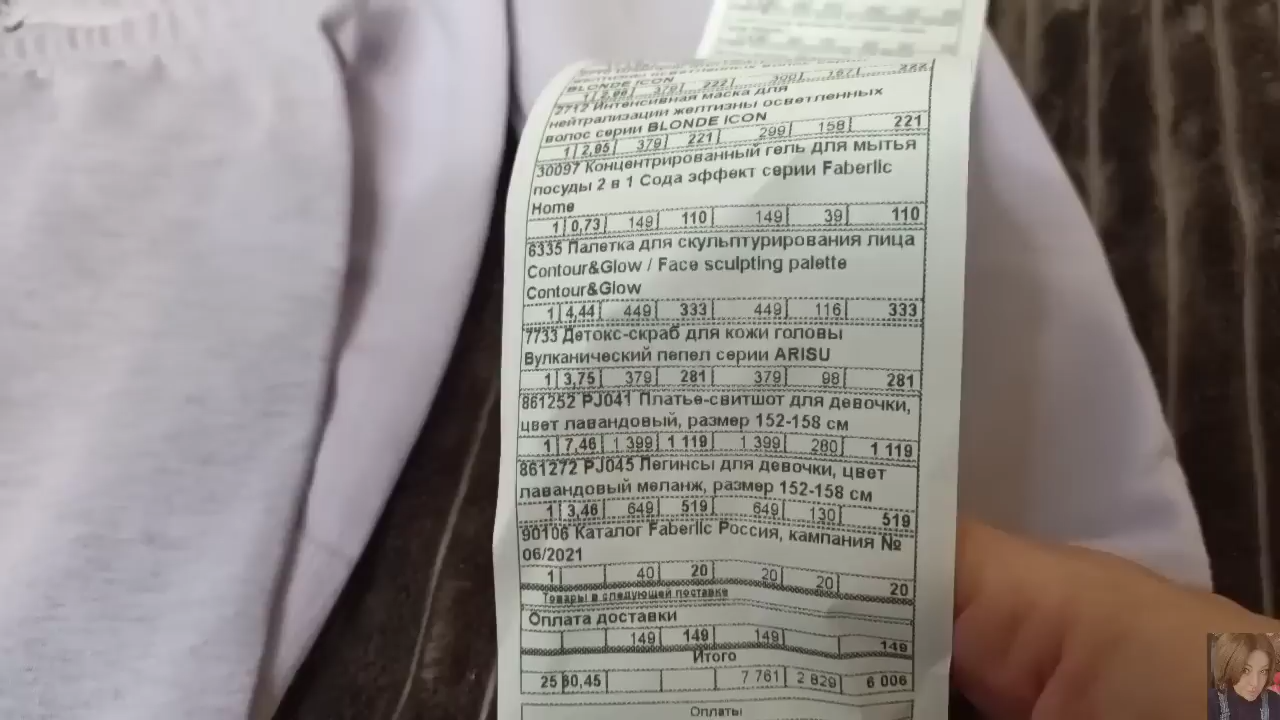 BLONDE ICON
222 300 167 222
2712 Интенсивная маска для
нейтрализации желтизны осветленных
волос серии BLONDE ICON
1 2,95 379 221 299 158 221
30097 Концентрированный гель для мытья
посуды 2 в 1 Сода эффект серии Faberlic
Home
1 0,73 149 110 149 39 110
6335 Палетка для скульптурирования лица
Contour&Glow / Face sculpting palette
Contour&Glow
1 4,44 449 333 449 116 333
7733 Детокс-скраб для кожи головы
Вулканический пепел серии ARISU
1 3,75 379 281 379 98 281
861252 PJ041 Платье-свитшот для девочки,
цвет лавандовый, размер 152-158 см
1 7,46 1 399 1 119 1 399 280 1 119
861272 PJ045 Легинсы для девочки, цвет
лавандовый меланж, размер 152-158 см
1 3,46 649 519 649 130 519
90106 Каталог Faberlic Россия, кампания №
06/2021
1 40 20 20 20 20
Товары в следующей поставке
Оплата доставки
149 149 149 149
Итого
25 60,45 7 761 2 829 6 006
Оплаты